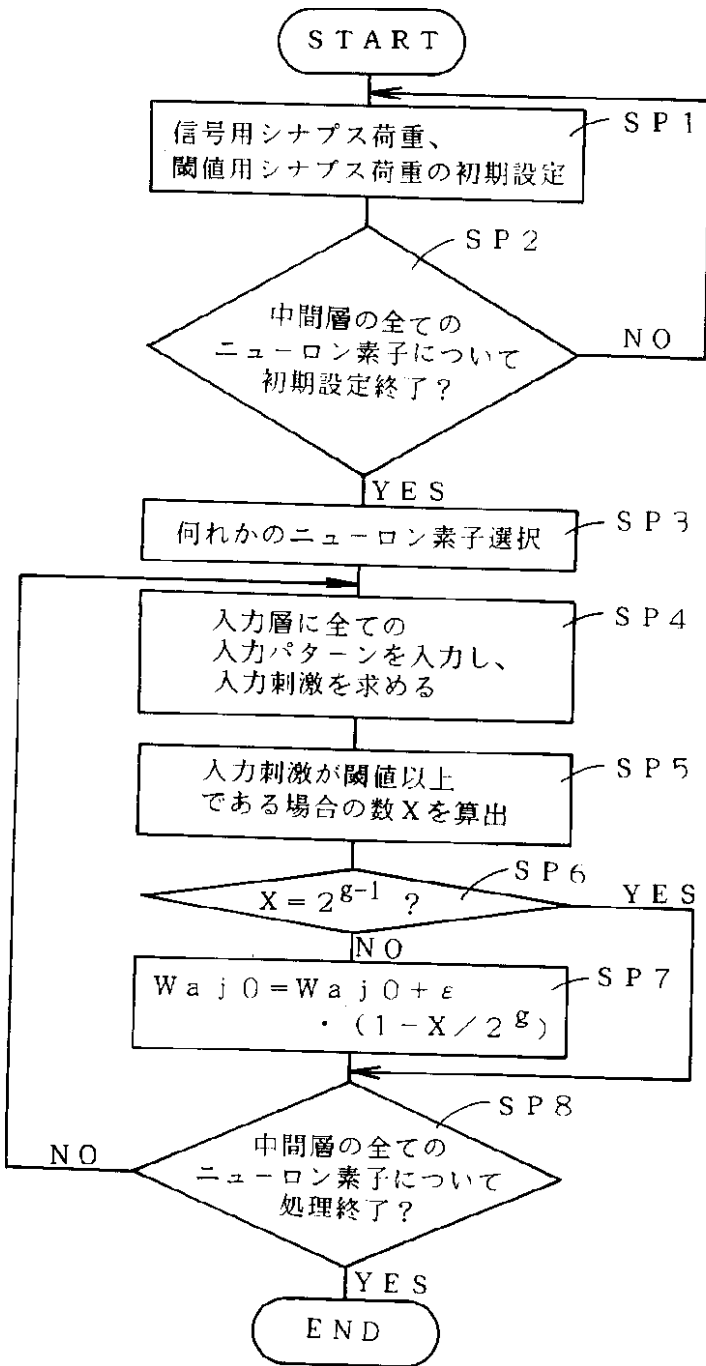 START
信号用シナプス荷重、
閾値用シナプス荷重の初期設定
SP1
SP2
中間層の全ての
ニューロン素子について
初期設定終了?
NO
YES
何れかのニューロン素子選択
SP3
入力層に全ての
入力パターンを入力し、
入力刺激を求める
SP4
入力刺激が閾値以上
である場合の数Xを算出
SP5
SP6
X=2^{g-1} ?
YES
NO
Waj0=Waj0+ε
・(1-X/2^g)
SP7
SP8
中間層の全ての
ニューロン素子について
処理終了?
NO
YES
END